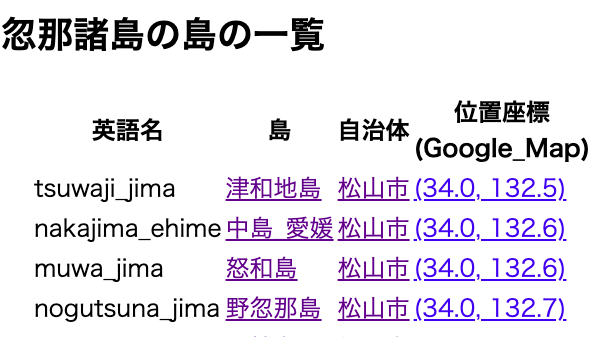 忽那諸島の島の一覧
英語名 島 自治体 位置座標
(Google_Map)
tsuwaji_jima 津和地島 松山市 (34.0, 132.5)
nakajima_ehime 中島_愛媛 松山市 (34.0, 132.6)
muwa_jima 怒和島 松山市 (34.0, 132.6)
nogutsuna_jima 野忽那島 松山市 (34.0, 132.7)